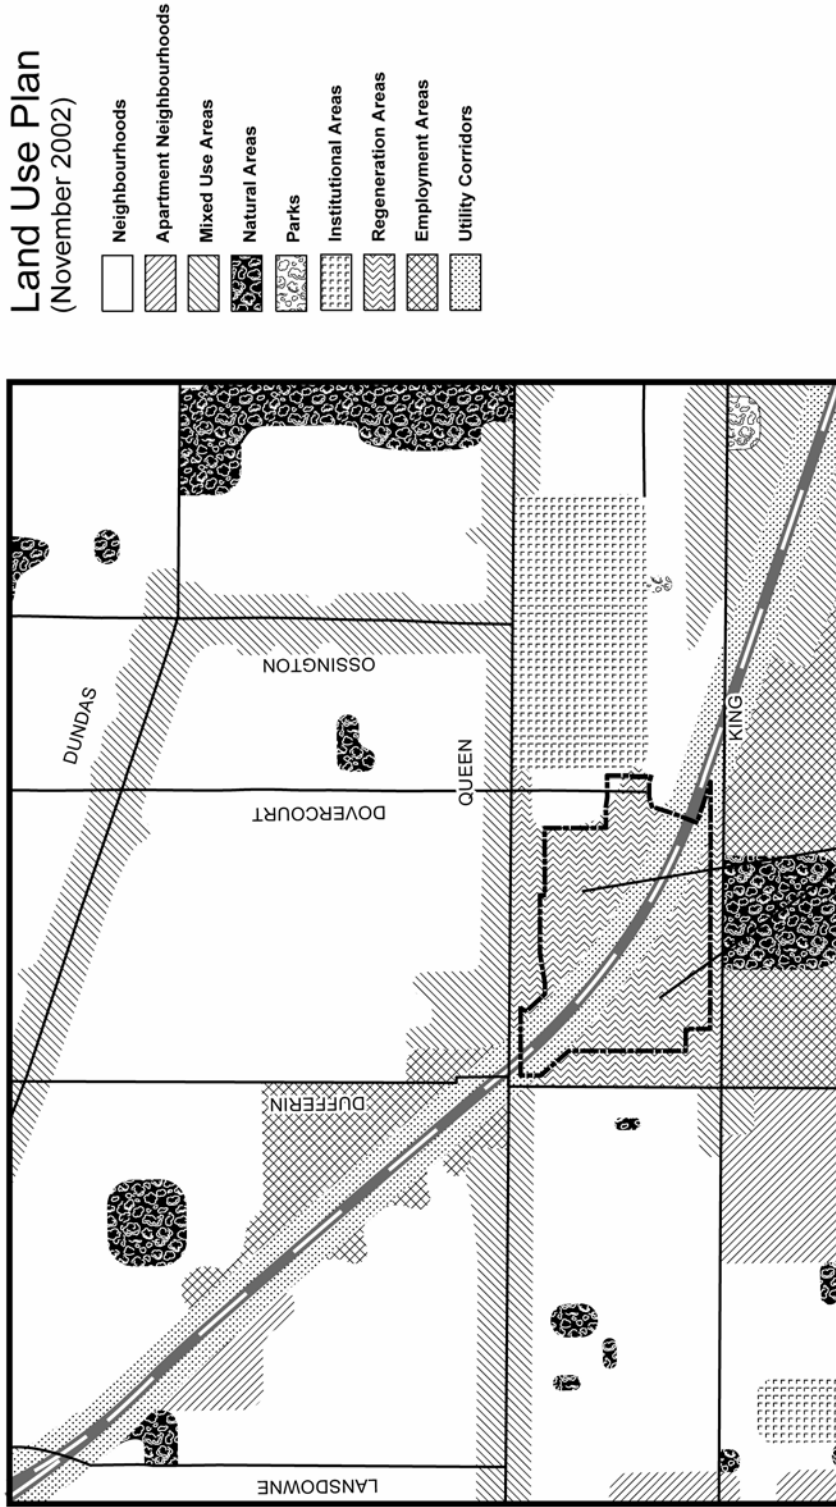 Land Use Plan
(November 2002)
Neighbourhoods
Apartment Neighbourhoods
Mixed Use Areas
Natural Areas
Parks
Institutional Areas
Regeneration Areas
Employment Areas
Utility Corridors
DUNDAS
OSSINGTON
QUEEN
DOVERCOURT
KING
DUFFERIN
LANSDOWNE